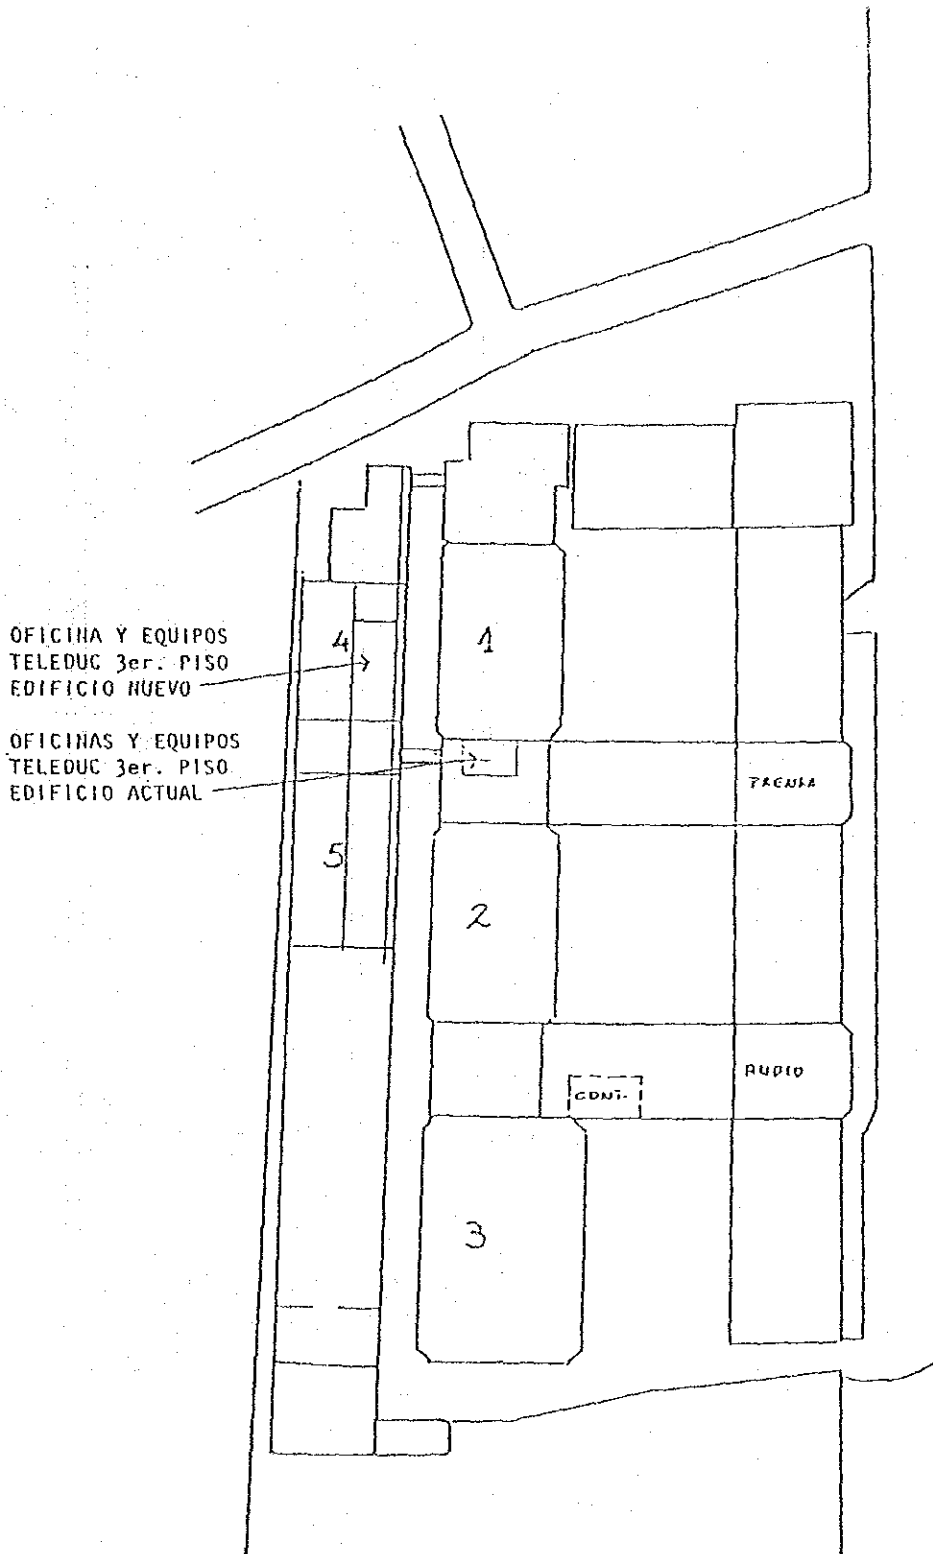 4
1
OFICINA Y EQUIPOS
TELEDUC 3er. PISO
EDIFICIO NUEVO
OFICINAS Y EQUIPOS
TELEDUC 3er. PISO
EDIFICIO ACTUAL
PRENSA
5
2
AUDIO
CONT.
3